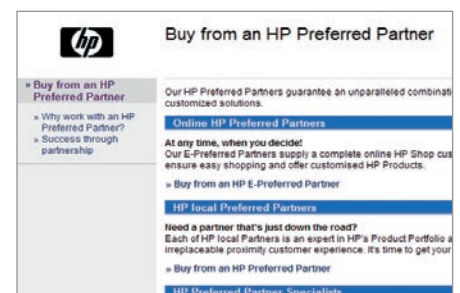 hp
Buy from an HP Preferred Partner
» Buy from an HP
Preferred Partner
» Why work with an HP
Preferred Partner?
» Success through
partnership
Our HP Preferred Partners guarantee an unparalleled combinati
customized solutions.
Online HP Preferred Partners
At any time, when you decide!
Our E-Preferred Partners supply a complete online HP Shop cus
ensure easy shopping and offer customised HP Products.
» Buy from an HP E-Preferred Partner
HP local Preferred Partners
Need a partner that's just down the road?
Each of HP local Partners is an expert in HP's Product Portfolio a
irreplaceable proximity customer experience. It's time to get your
» Buy from an HP Preferred Partner
HP Preferred Partner Specialists